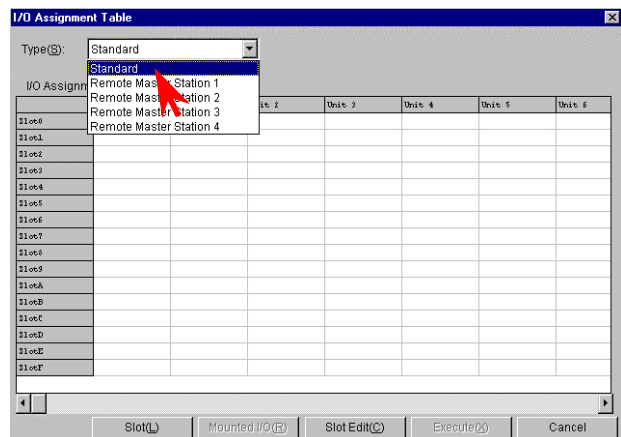 I/O Assignment Table
Type(S): Standard
Standard
Remote Master Station 1
I/O Assignm
Remote Master Station 2
Remote Master Station 3
Remote Master Station 4
it 2 Unit 3 Unit 4 Unit 5 Unit 6
Slot0
Slot1
Slot2
Slot3
Slot4
Slot5
Slot6
Slot7
Slot8
Slot9
SlotA
SlotB
SlotC
SlotD
SlotE
SlotF
Slot(L) Mounted I/O(R) Slot Edit(C) Execute(X) Cancel